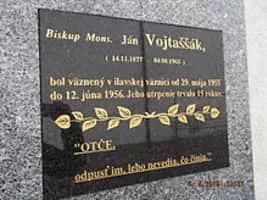 Biskup Mons. Ján Vojtaššák,
( 14.11.1877 - 04.08.1965 )
bol väznený v ilavskej väznici od 29. mája 1955
do 12. júna 1956. Jeho utrpenie trvalo 15 rokov.
"OTČE,
odpusť im, lebo nevedia, čo činia."